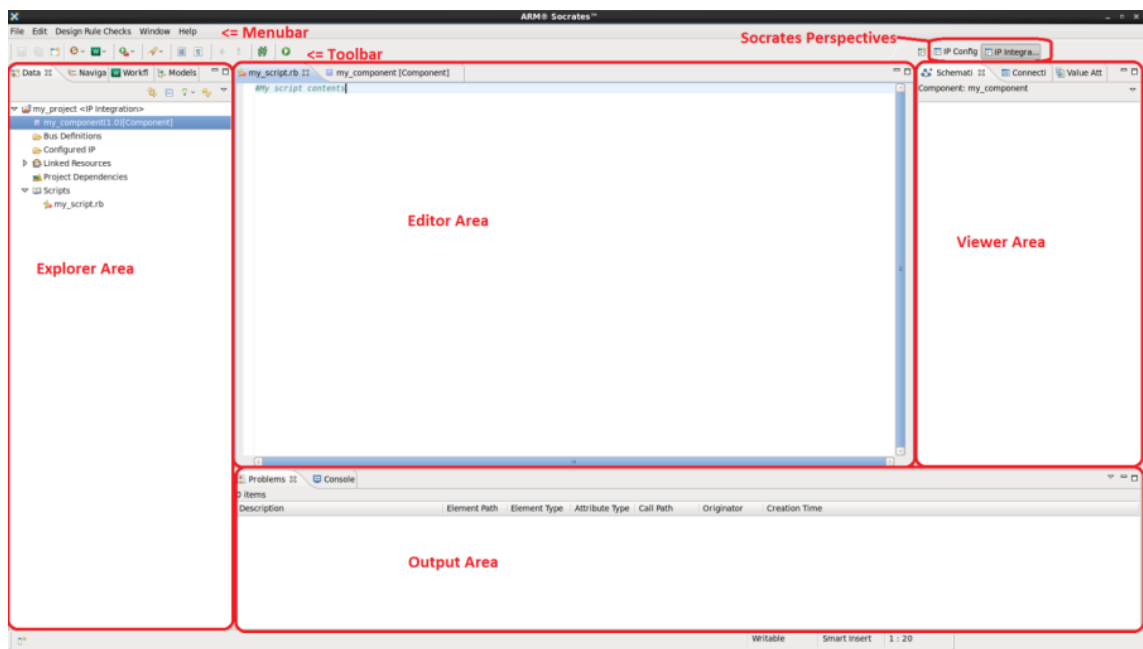 ARM® Socrates™
File Edit Design Rule Checks Window Help <= Menubar
Socrates Perspectives
<= Toolbar
IP Config IP Integra...
Data Naviga Workfl Models
my_script.rb my_component [Component]
Schemati Connecti Value Att
#My script contents
Component: my_component
my_project <IP Integration>
my_component(1.0)[Component]
Bus Definitions
Configured IP
Linked Resources
Project Dependencies
Scripts
my_script.rb
Editor Area
Viewer Area
Explorer Area
Problems Console
0 items
Description Element Path Element Type Attribute Type Call Path Originator Creation Time
Output Area
Writable Smart Insert 1 : 20